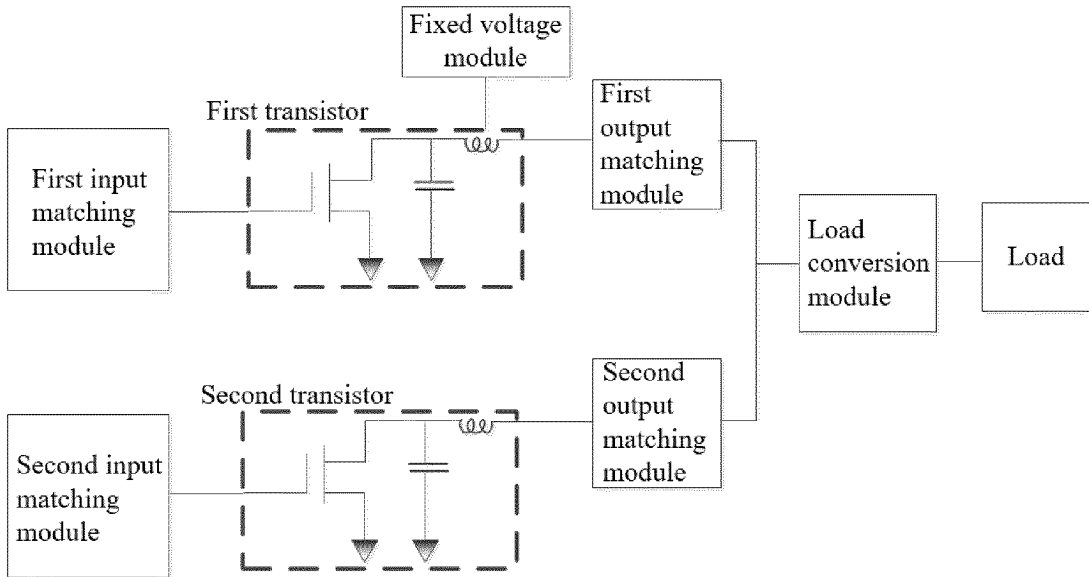 Fixed voltage
module
First transistor
First
output
matching
module
First input
matching
module
Load
conversion
module
Load
Second transistor
Second
output
matching
module
Second input
matching
module